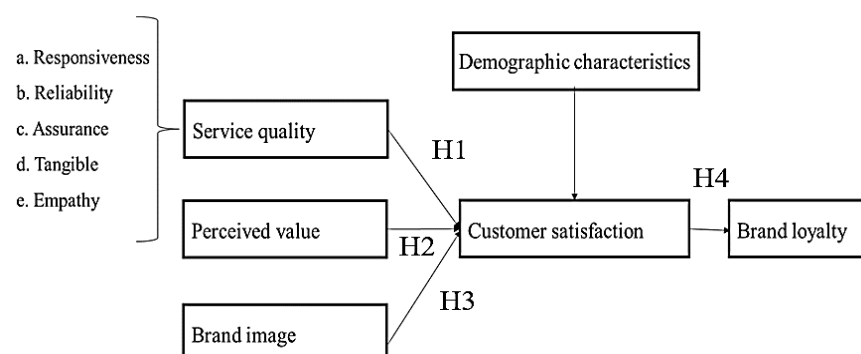 a. Responsiveness
b. Reliability
c. Assurance
d. Tangible
e. Empathy
Service quality
Perceived value
Brand image
H1
H2
H3
Demographic characteristics
Customer satisfaction
H4
Brand loyalty